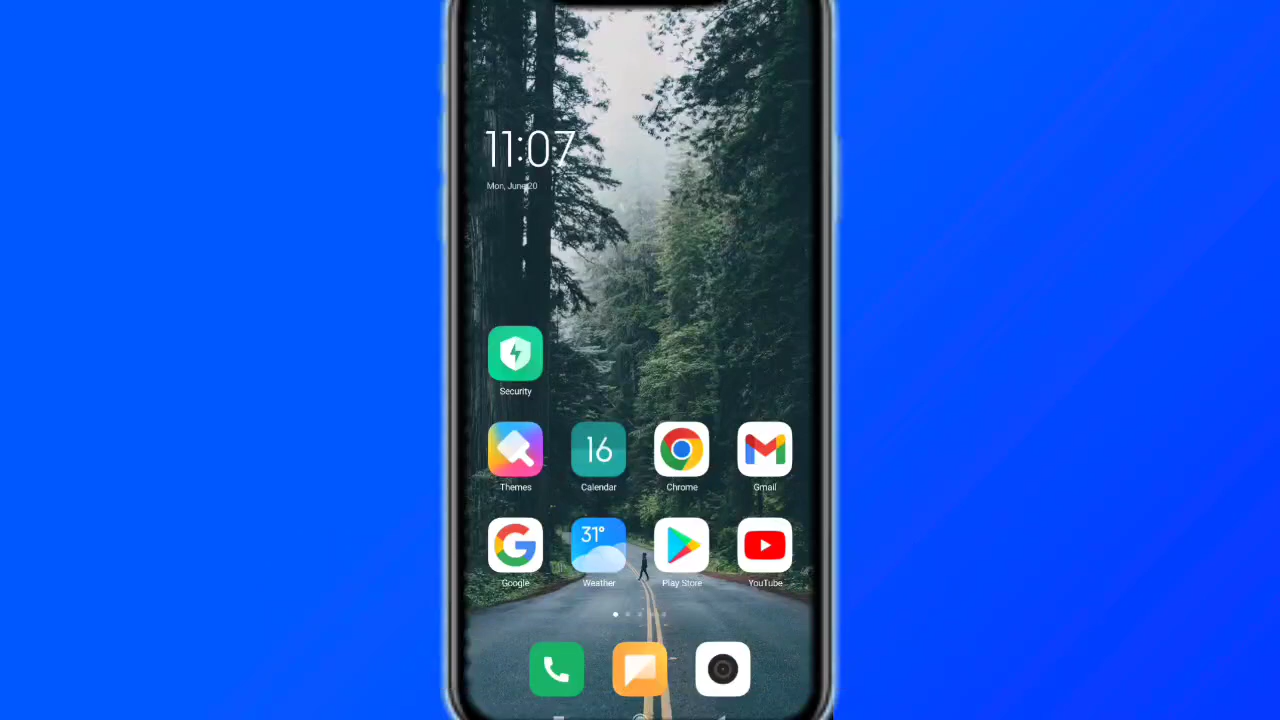 11:07
Mon, June 20
Security
16
Themes
Calendar
Chrome
Gmail
31°
Google
Weather
Play Store
YouTube